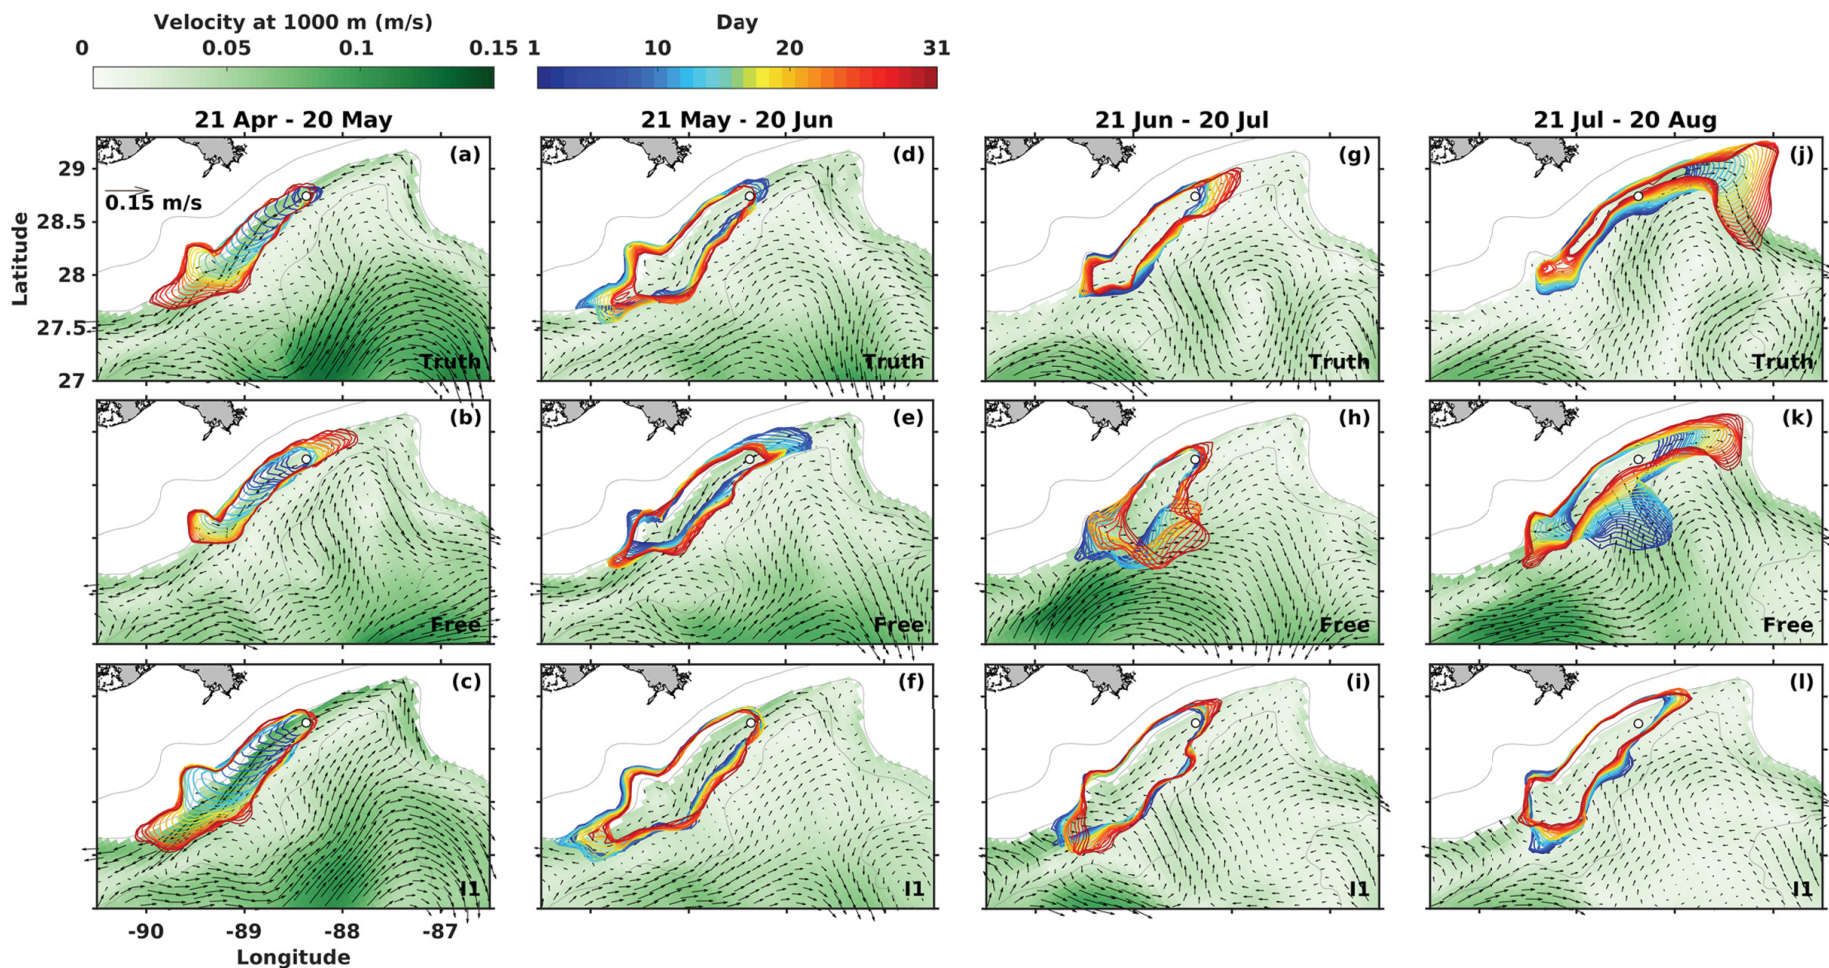 Velocity at 1000 m (m/s)
0 0.05 0.1 0.15
Day
1 10 20 31
21 Apr - 20 May
21 May - 20 Jun
21 Jun - 20 Jul
21 Jul - 20 Aug
29
28.5
28
27.5
27
Latitude
0.15 m/s
(a)
Truth
(d)
Truth
(g)
Truth
(j)
Truth
(b)
Free
(e)
Free
(h)
Free
(k)
Free
(c)
I1
(f)
I1
(i)
I1
(l)
I1
-90 -89 -88 -87
Longitude